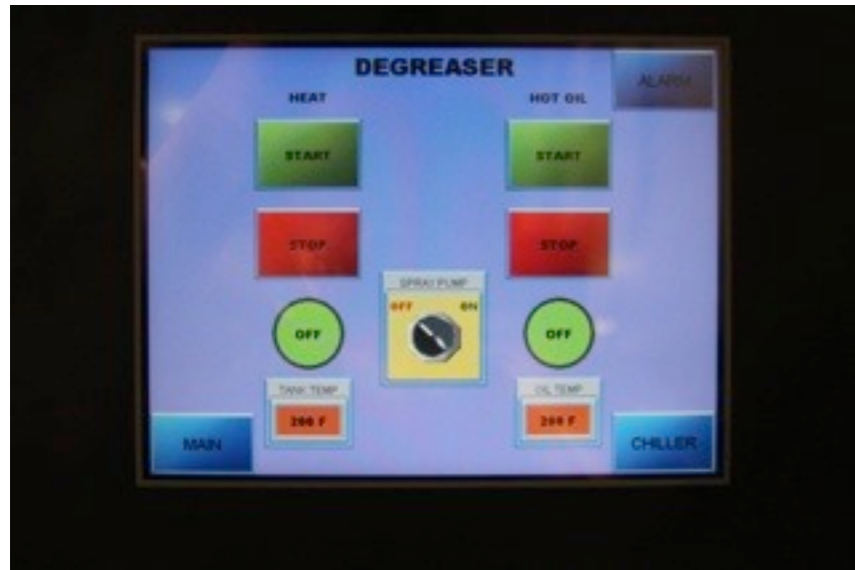 DEGREASER
ALARM
HEAT
HOT OIL
START
START
STOP
STOP
SPRAY PUMP
OFF
ON
OFF
OFF
TANK TEMP
OIL TEMP
200 F
200 F
MAIN
CHILLER